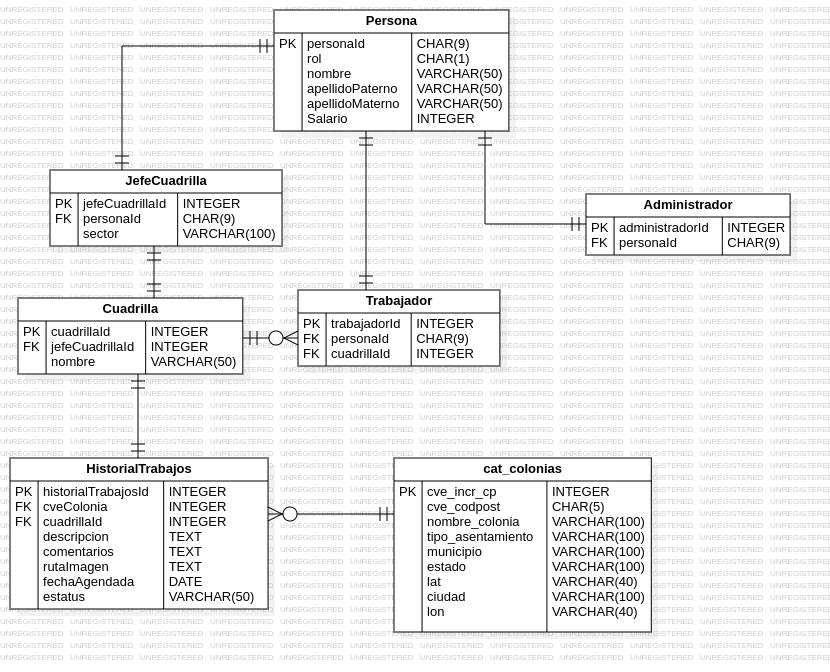 Persona
PK personaId CHAR(9)
rol CHAR(1)
nombre VARCHAR(50)
apellidoPaterno VARCHAR(50)
apellidoMaterno VARCHAR(50)
Salario INTEGER
JefeCuadrilla
PK jefeCuadrillaId INTEGER
FK personaId CHAR(9)
sector VARCHAR(100)
Administrador
PK administradorId INTEGER
FK personaId CHAR(9)
Cuadrilla
PK cuadrillaId INTEGER
FK jefeCuadrillaId INTEGER
nombre VARCHAR(50)
Trabajador
PK trabajadorId INTEGER
FK personaId CHAR(9)
FK cuadrillaId INTEGER
HistorialTrabajos
PK historialTrabajosId INTEGER
FK cveColonia INTEGER
FK cuadrillaId INTEGER
descripcion TEXT
comentarios TEXT
rutaImagen TEXT
fechaAgendada DATE
estatus VARCHAR(50)
cat_colonias
PK cve_incr_cp INTEGER
cve_codpost CHAR(5)
nombre_colonia VARCHAR(100)
tipo_asentamiento VARCHAR(100)
municipio VARCHAR(100)
estado VARCHAR(100)
lat VARCHAR(40)
ciudad VARCHAR(100)
lon VARCHAR(40)
UNREGISTERED